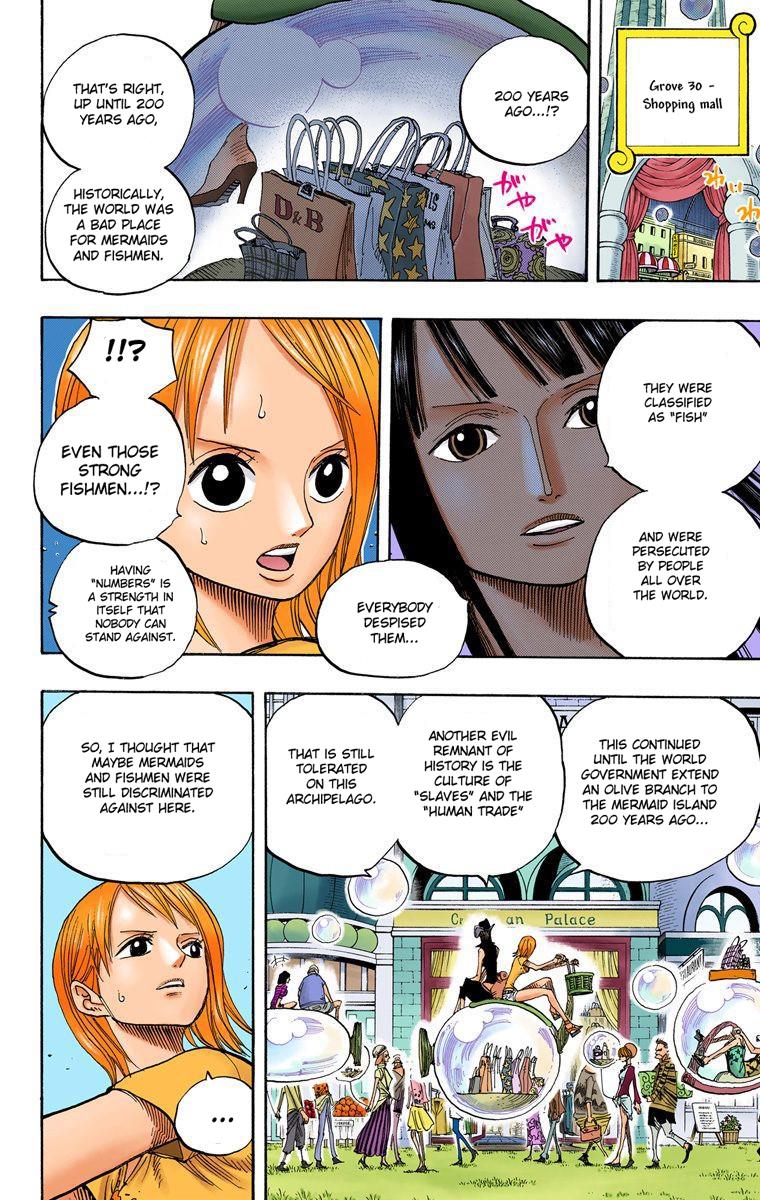 Grove 30 -
Shopping mall
200 YEARS
AGO...!?
がや
がや
D&B
THAT'S RIGHT,
UP UNTIL 200
YEARS AGO,
HISTORICALLY,
THE WORLD WAS
A BAD PLACE
FOR MERMAIDS
AND FISHMEN.
THEY WERE
CLASSIFIED
AS "FISH"
AND WERE
PERSECUTED
BY PEOPLE
ALL OVER
THE WORLD.
EVERYBODY
DESPISED
THEM...
!!?
EVEN THOSE
STRONG
FISHMEN...!?
HAVING
"NUMBERS" IS
A STRENGTH IN
ITSELF THAT
NOBODY CAN
STAND AGAINST.
THIS CONTINUED
UNTIL THE WORLD
GOVERNMENT EXTEND
AN OLIVE BRANCH TO
THE MERMAID ISLAND
200 YEARS AGO...
ANOTHER EVIL
REMNANT OF
HISTORY IS THE
CULTURE OF
"SLAVES" AND THE
"HUMAN TRADE"
THAT IS STILL
TOLERATED
ON THIS
ARCHIPELAGO.
Palace
SO, I THOUGHT THAT
MAYBE MERMAIDS
AND FISHMEN WERE
STILL DISCRIMINATED
AGAINST HERE.
...